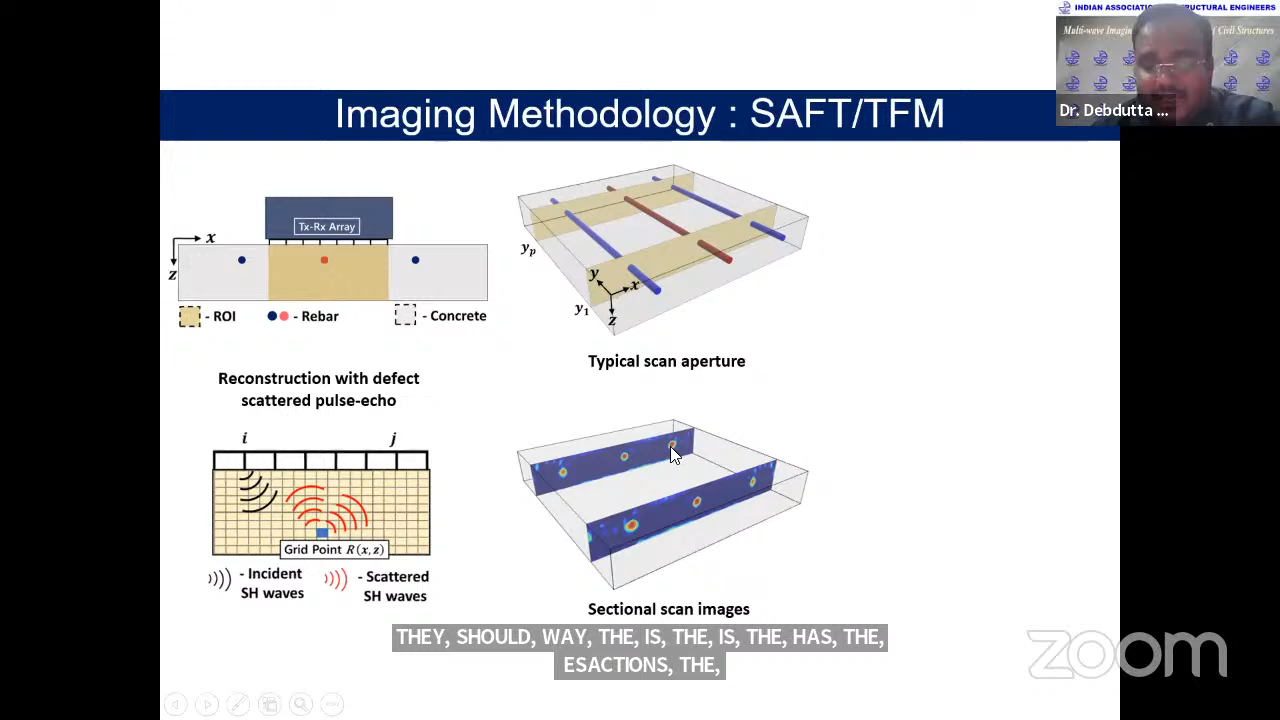 INDIAN ASSOCIATI STRUCTURAL ENGINEERS
Multi-wave Imagin f Civil Structures
Dr. Debdutta ...
Imaging Methodology : SAFT/TFM
Tx-Rx Array
x
z
- ROI
- Rebar
- Concrete
y_p
y
x
y_1
z
Typical scan aperture
Reconstruction with defect
scattered pulse-echo
i
j
Grid Point R(x, z)
- Incident
SH waves
- Scattered
SH waves
Sectional scan images
THEY, SHOULD, WAY, THE, IS, THE, IS, THE, HAS, THE,
ESACTIONS, THE,
zoom